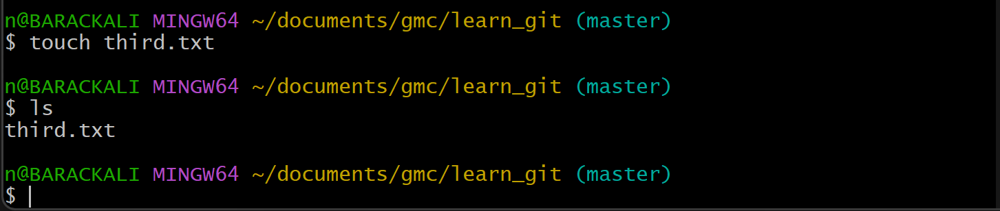 n@BARACKALI MINGW64 ~/documents/gmc/learn_git (master)
$ touch third.txt
n@BARACKALI MINGW64 ~/documents/gmc/learn_git (master)
$ ls
third.txt
n@BARACKALI MINGW64 ~/documents/gmc/learn_git (master)
$